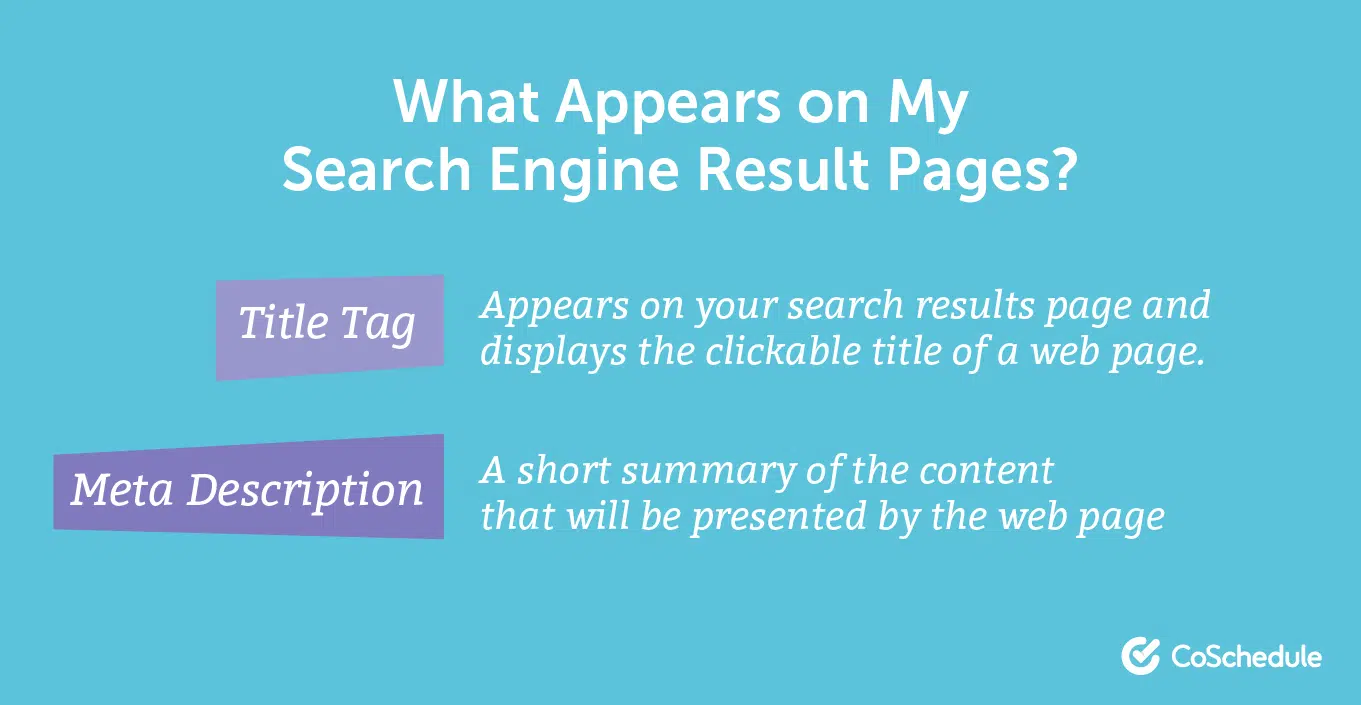 What Appears on My
Search Engine Result Pages?
Title Tag
Appears on your search results page and
displays the clickable title of a web page.
Meta Description
A short summary of the content
that will be presented by the web page
CoSchedule